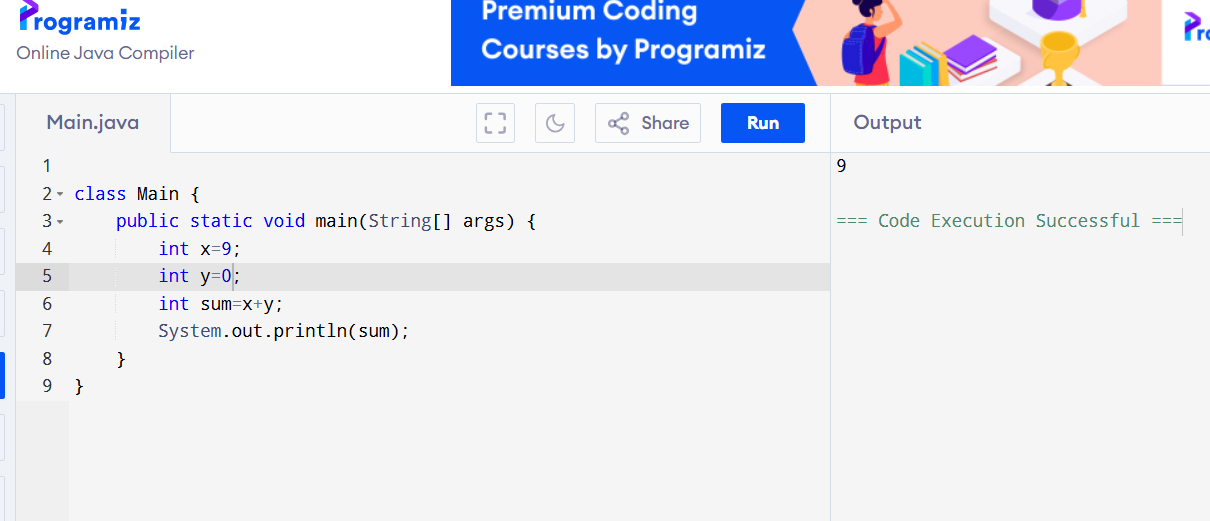 Programiz
Online Java Compiler
Premium Coding
Courses by Programiz
Main.java
Share
Run
Output
1
2 class Main {
3     public static void main(String[] args) {
4         int x=9;
5         int y=0;
6         int sum=x+y;
7         System.out.println(sum);
8     }
9 }
9
=== Code Execution Successful ===